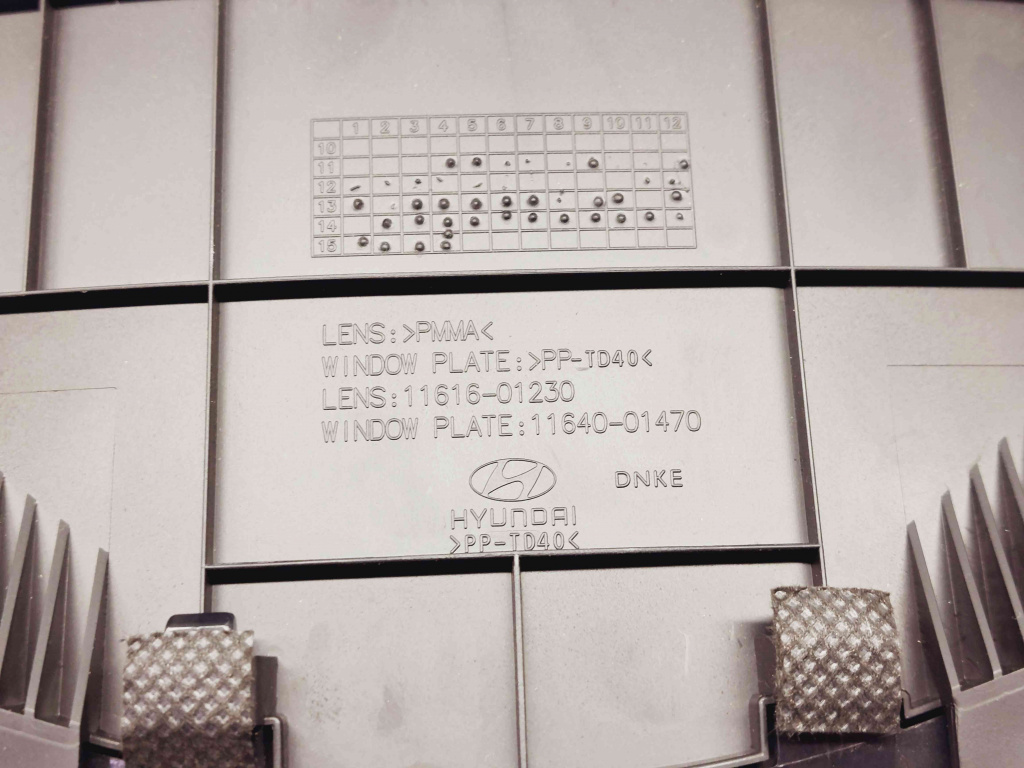 1 2 3 4 5 6 7 8 9 10 11 12
10
11
12
13
14
15
LENS:>PMMA<
WINDOW PLATE:>PP-TD40<
LENS:11616-01230
WINDOW PLATE:11640-01470
DNKE
HYUNDAI
>PP-TD40<